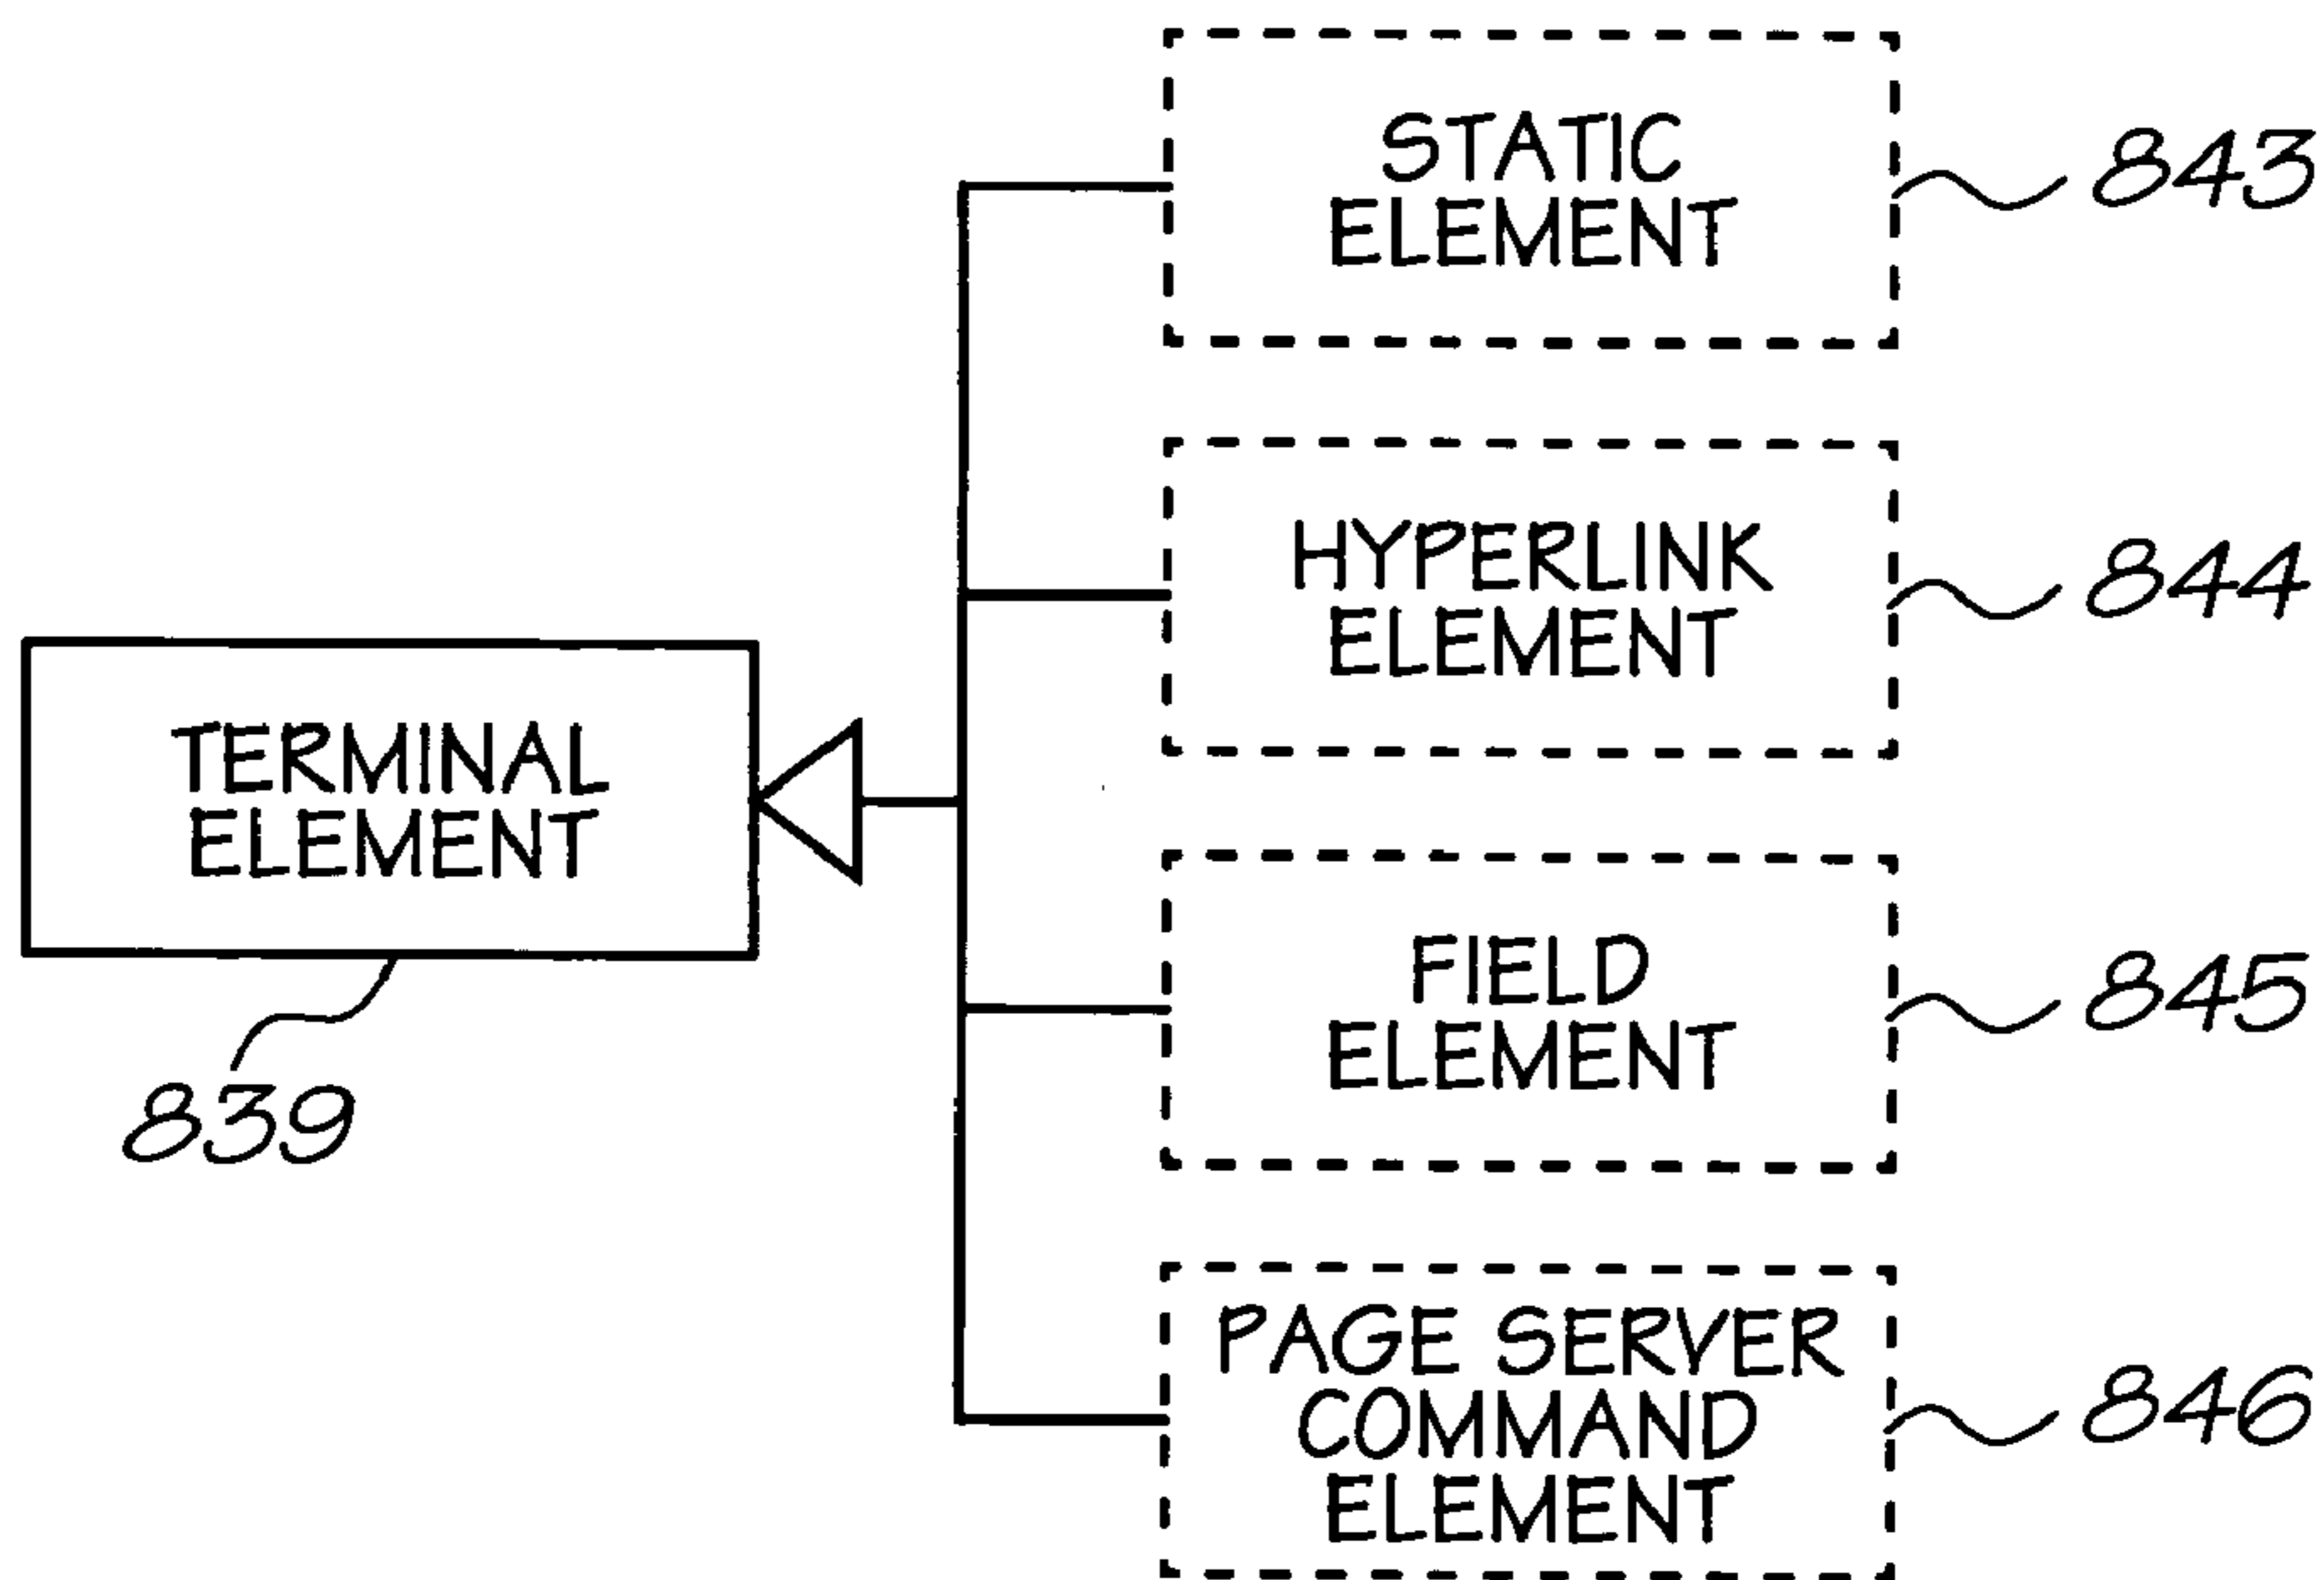 STATIC
ELEMENT
843
HYPERLINK
ELEMENT
844
TERMINAL
ELEMENT
839
FIELD
ELEMENT
845
PAGE SERVER
COMMAND
ELEMENT
846